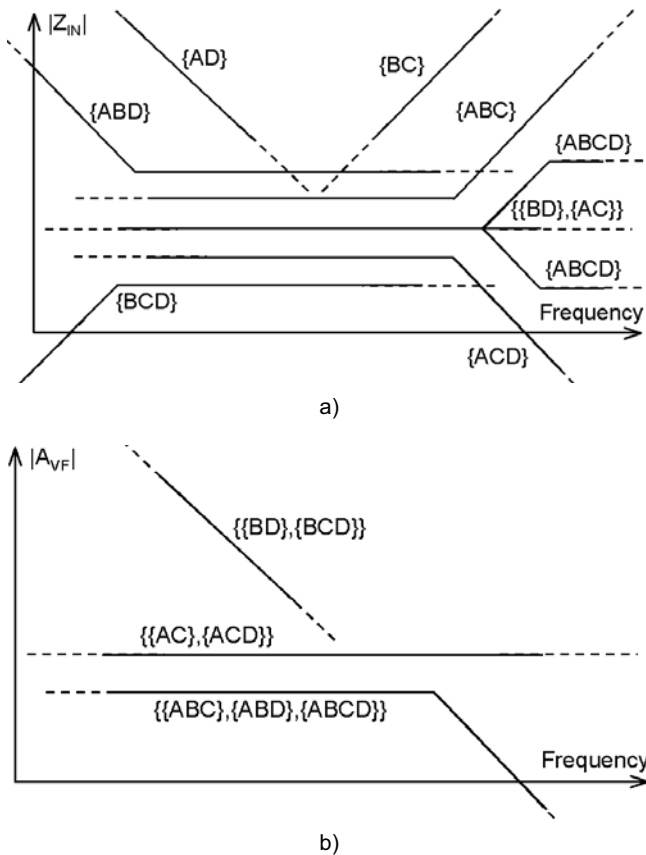 |Z_IN|
{AD}
{BC}
{ABD}
{ABC}
{ABCD}
{{BD},{AC}}
{ABCD}
{BCD}
Frequency
{ACD}
a)
|A_VF|
{{BD},{BCD}}
{{AC},{ACD}}
{{ABC},{ABD},{ABCD}}
Frequency
b)